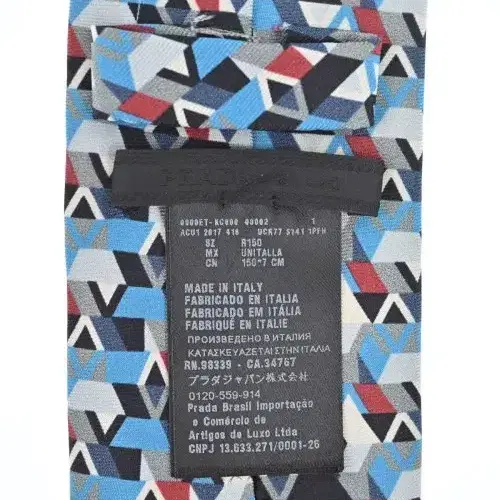 SZ R150
MX UNITALLA
CN 150*7 CM
MADE IN ITALY
FABRICADO EN ITALIA
FABRICADO EM ITÁLIA
FABRIQUÉ EN ITALIE
ПРОИЗВЕДЕНО В ИТАЛИЯ
ΚΑΤΑΣΚΕΥΑΖΕΤΑΙ ΣΤΗΝ ΙΤΑΛΙΑ
RN.98339 - CA.34767
プラダジャパン株式会社
0120-559-914
Prada Brasil Importação
e Comércio de
Artigos de Luxo Ltda
CNPJ 13.633.271/0001-26